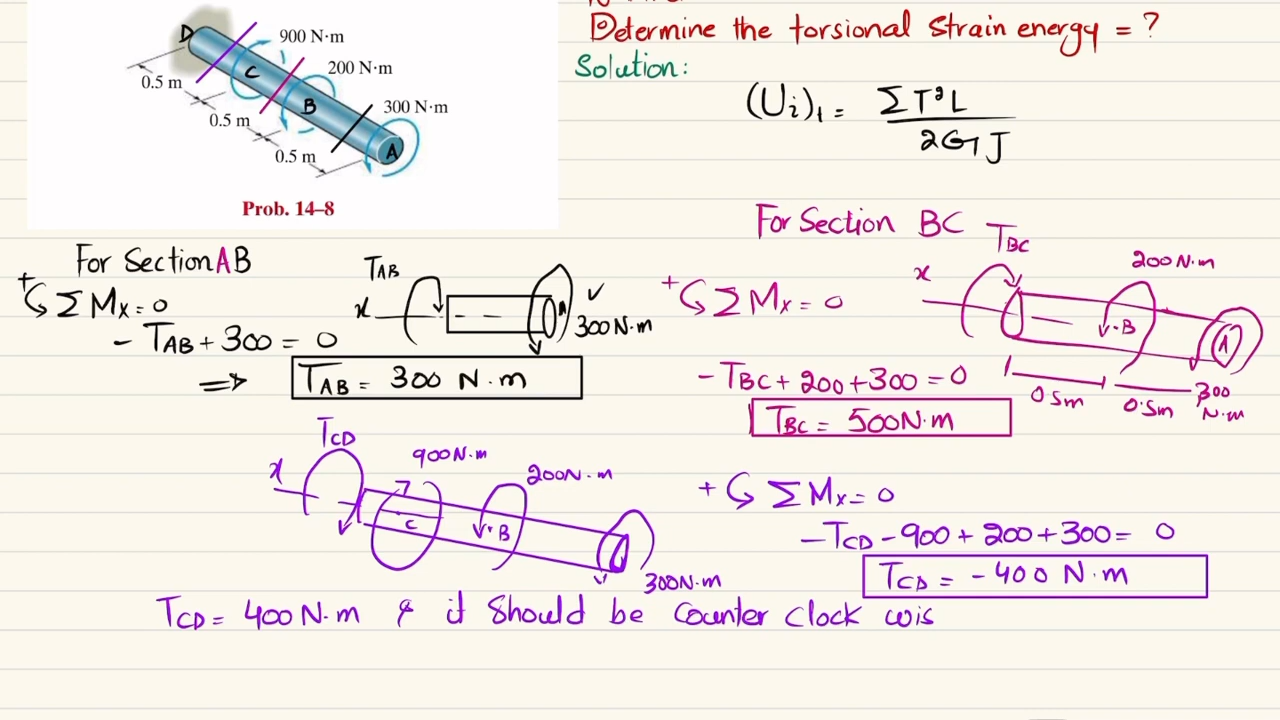 Determine the torsional Strain energy = ?
Solution:
(Ui)t = ΣT²L
2GJ
D
900 N·m
C
200 N·m
0.5 m
B
300 N·m
0.5 m
A
0.5 m
Prob. 14–8
For Section AB
+ ΣMx = 0
- TAB + 300 = 0
⇒ TAB = 300 N·m
TAB
x
A
300 N·m
For Section BC
+ ΣMx = 0
- TBC + 200 + 300 = 0
TBC = 500 N·m
TBC
x
200 N·m
B
A
0.5m
0.5m
300
N·m
TCD
x
900 N·m
C
200N·m
B
300N·m
+ ΣMx = 0
- TCD - 900 + 200 + 300 = 0
TCD = - 400 N·m
TCD = 400 N·m & it Should be Counter Clock wis